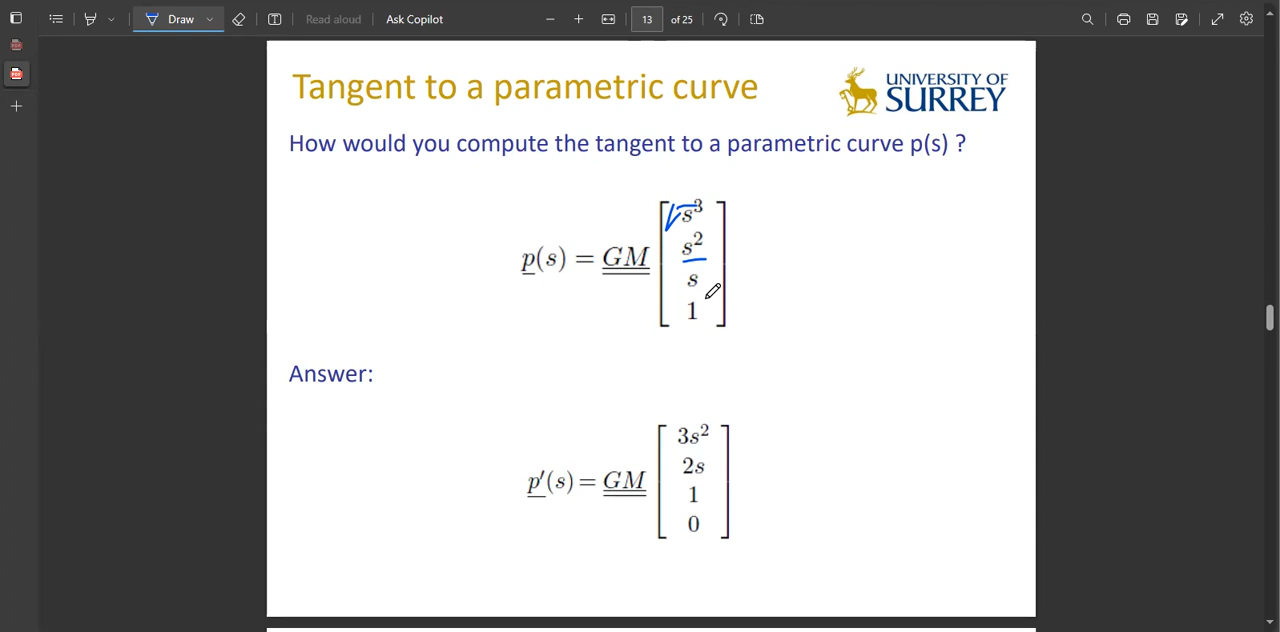 Draw
Read aloud
Ask Copilot
13 of 25
Tangent to a parametric curve
UNIVERSITY OF
SURREY
How would you compute the tangent to a parametric curve p(s) ?
p(s) = GM [ s³
s²
s
1 ]
Answer:
p′(s) = GM [ 3s²
2s
1
0 ]